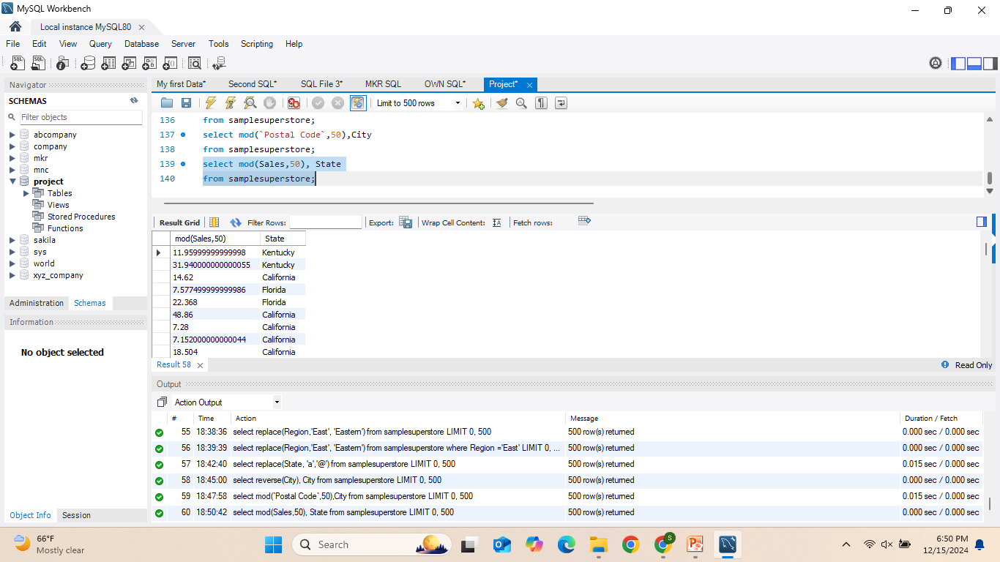 MySQL Workbench
Local instance MySQL80
File Edit View Query Database Server Tools Scripting Help
Navigator
SCHEMAS
Filter objects
abcompany
company
mkr
mnc
project
Tables
Views
Stored Procedures
Functions
sakila
sys
world
xyz_company
Administration Schemas
Information
No object selected
Object Info Session
My first Data* Second SQL* SQL File 3* MKR SQL OWN SQL* Project*
Limit to 500 rows
136 from samplesuperstore;
137 select mod(`Postal Code`,50),City
138 from samplesuperstore;
139 select mod(Sales,50), State
140 from samplesuperstore;
Result Grid Filter Rows: Export: Wrap Cell Content: Fetch rows:
mod(Sales,50) State
11.95999999999998 Kentucky
31.940000000000055 Kentucky
14.62 California
7.577499999999986 Florida
22.368 Florida
48.86 California
7.28 California
7.152000000000044 California
18.504 California
Result 58 Read Only
Output
Action Output
# Time Action Message Duration / Fetch
55 18:38:36 select replace(Region,'East', 'Eastern') from samplesuperstore LIMIT 0, 500 500 row(s) returned 0.000 sec / 0.000 sec
56 18:39:39 select replace(Region,'East', 'Eastern') from samplesuperstore where Region ='East' LIMIT 0, ... 500 row(s) returned 0.000 sec / 0.000 sec
57 18:42:40 select replace(State, 'a','@') from samplesuperstore LIMIT 0, 500 500 row(s) returned 0.015 sec / 0.000 sec
58 18:45:00 select reverse(City), City from samplesuperstore LIMIT 0, 500 500 row(s) returned 0.000 sec / 0.000 sec
59 18:47:58 select mod(`Postal Code`,50),City from samplesuperstore LIMIT 0, 500 500 row(s) returned 0.015 sec / 0.000 sec
60 18:50:42 select mod(Sales,50), State from samplesuperstore LIMIT 0, 500 500 row(s) returned 0.000 sec / 0.000 sec
66°F
Mostly clear
Search
S
6:50 PM
12/15/2024